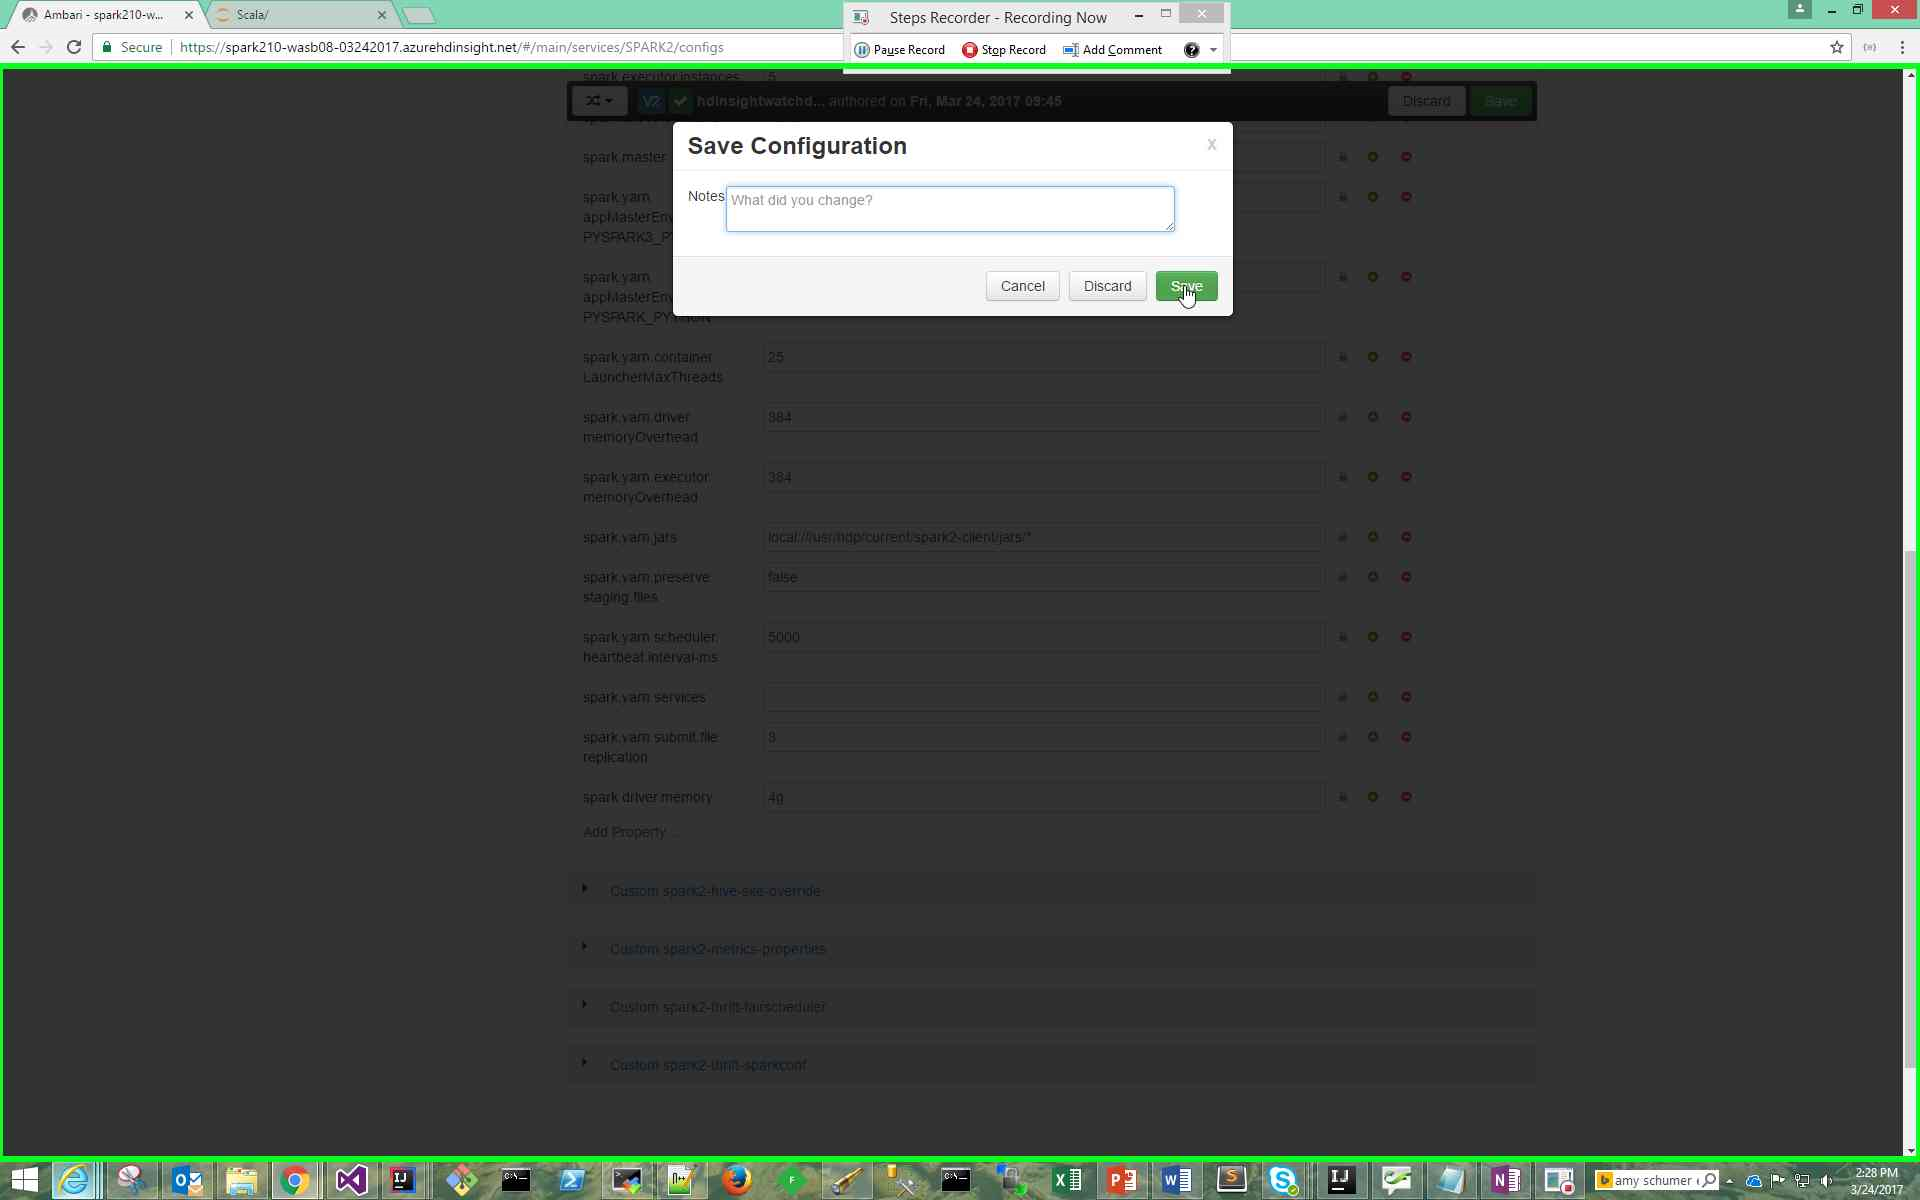 Ambari - spark210-w...
Scala/
Steps Recorder - Recording Now
Secure
https://spark210-wasb08-03242017.azurehdinsight.net/#/main/services/SPARK2/configs
Pause Record
Stop Record
Add Comment
spark.executor.instances
5
V2
hdinsightwatchd... authored on Fri, Mar 24, 2017 09:45
Discard
Save
Save Configuration
X
spark.master
Notes
What did you change?
spark.yarn.
appMasterEnv
PYSPARK3_PY
Cancel
Discard
Save
spark.yarn.
appMasterEnv
PYSPARK_PYTHON
spark.yarn.container.
LauncherMaxThreads
25
spark.yarn.driver.
memoryOverhead
384
spark.yarn.executor.
memoryOverhead
384
spark.yarn.jars
local:///usr/hdp/current/spark2-client/jars/*
spark.yarn.preserve.
staging.files
false
spark.yarn.scheduler.
heartbeat.interval-ms
5000
spark.yarn.services
spark.yarn.submit.file.
replication
3
spark.driver.memory
4g
Add Property ...
Custom spark2-hive-site-override
Custom spark2-metrics-properties
Custom spark2-thrift-fairscheduler
Custom spark2-thrift-sparkconf
amy schumer
2:28 PM
3/24/2017